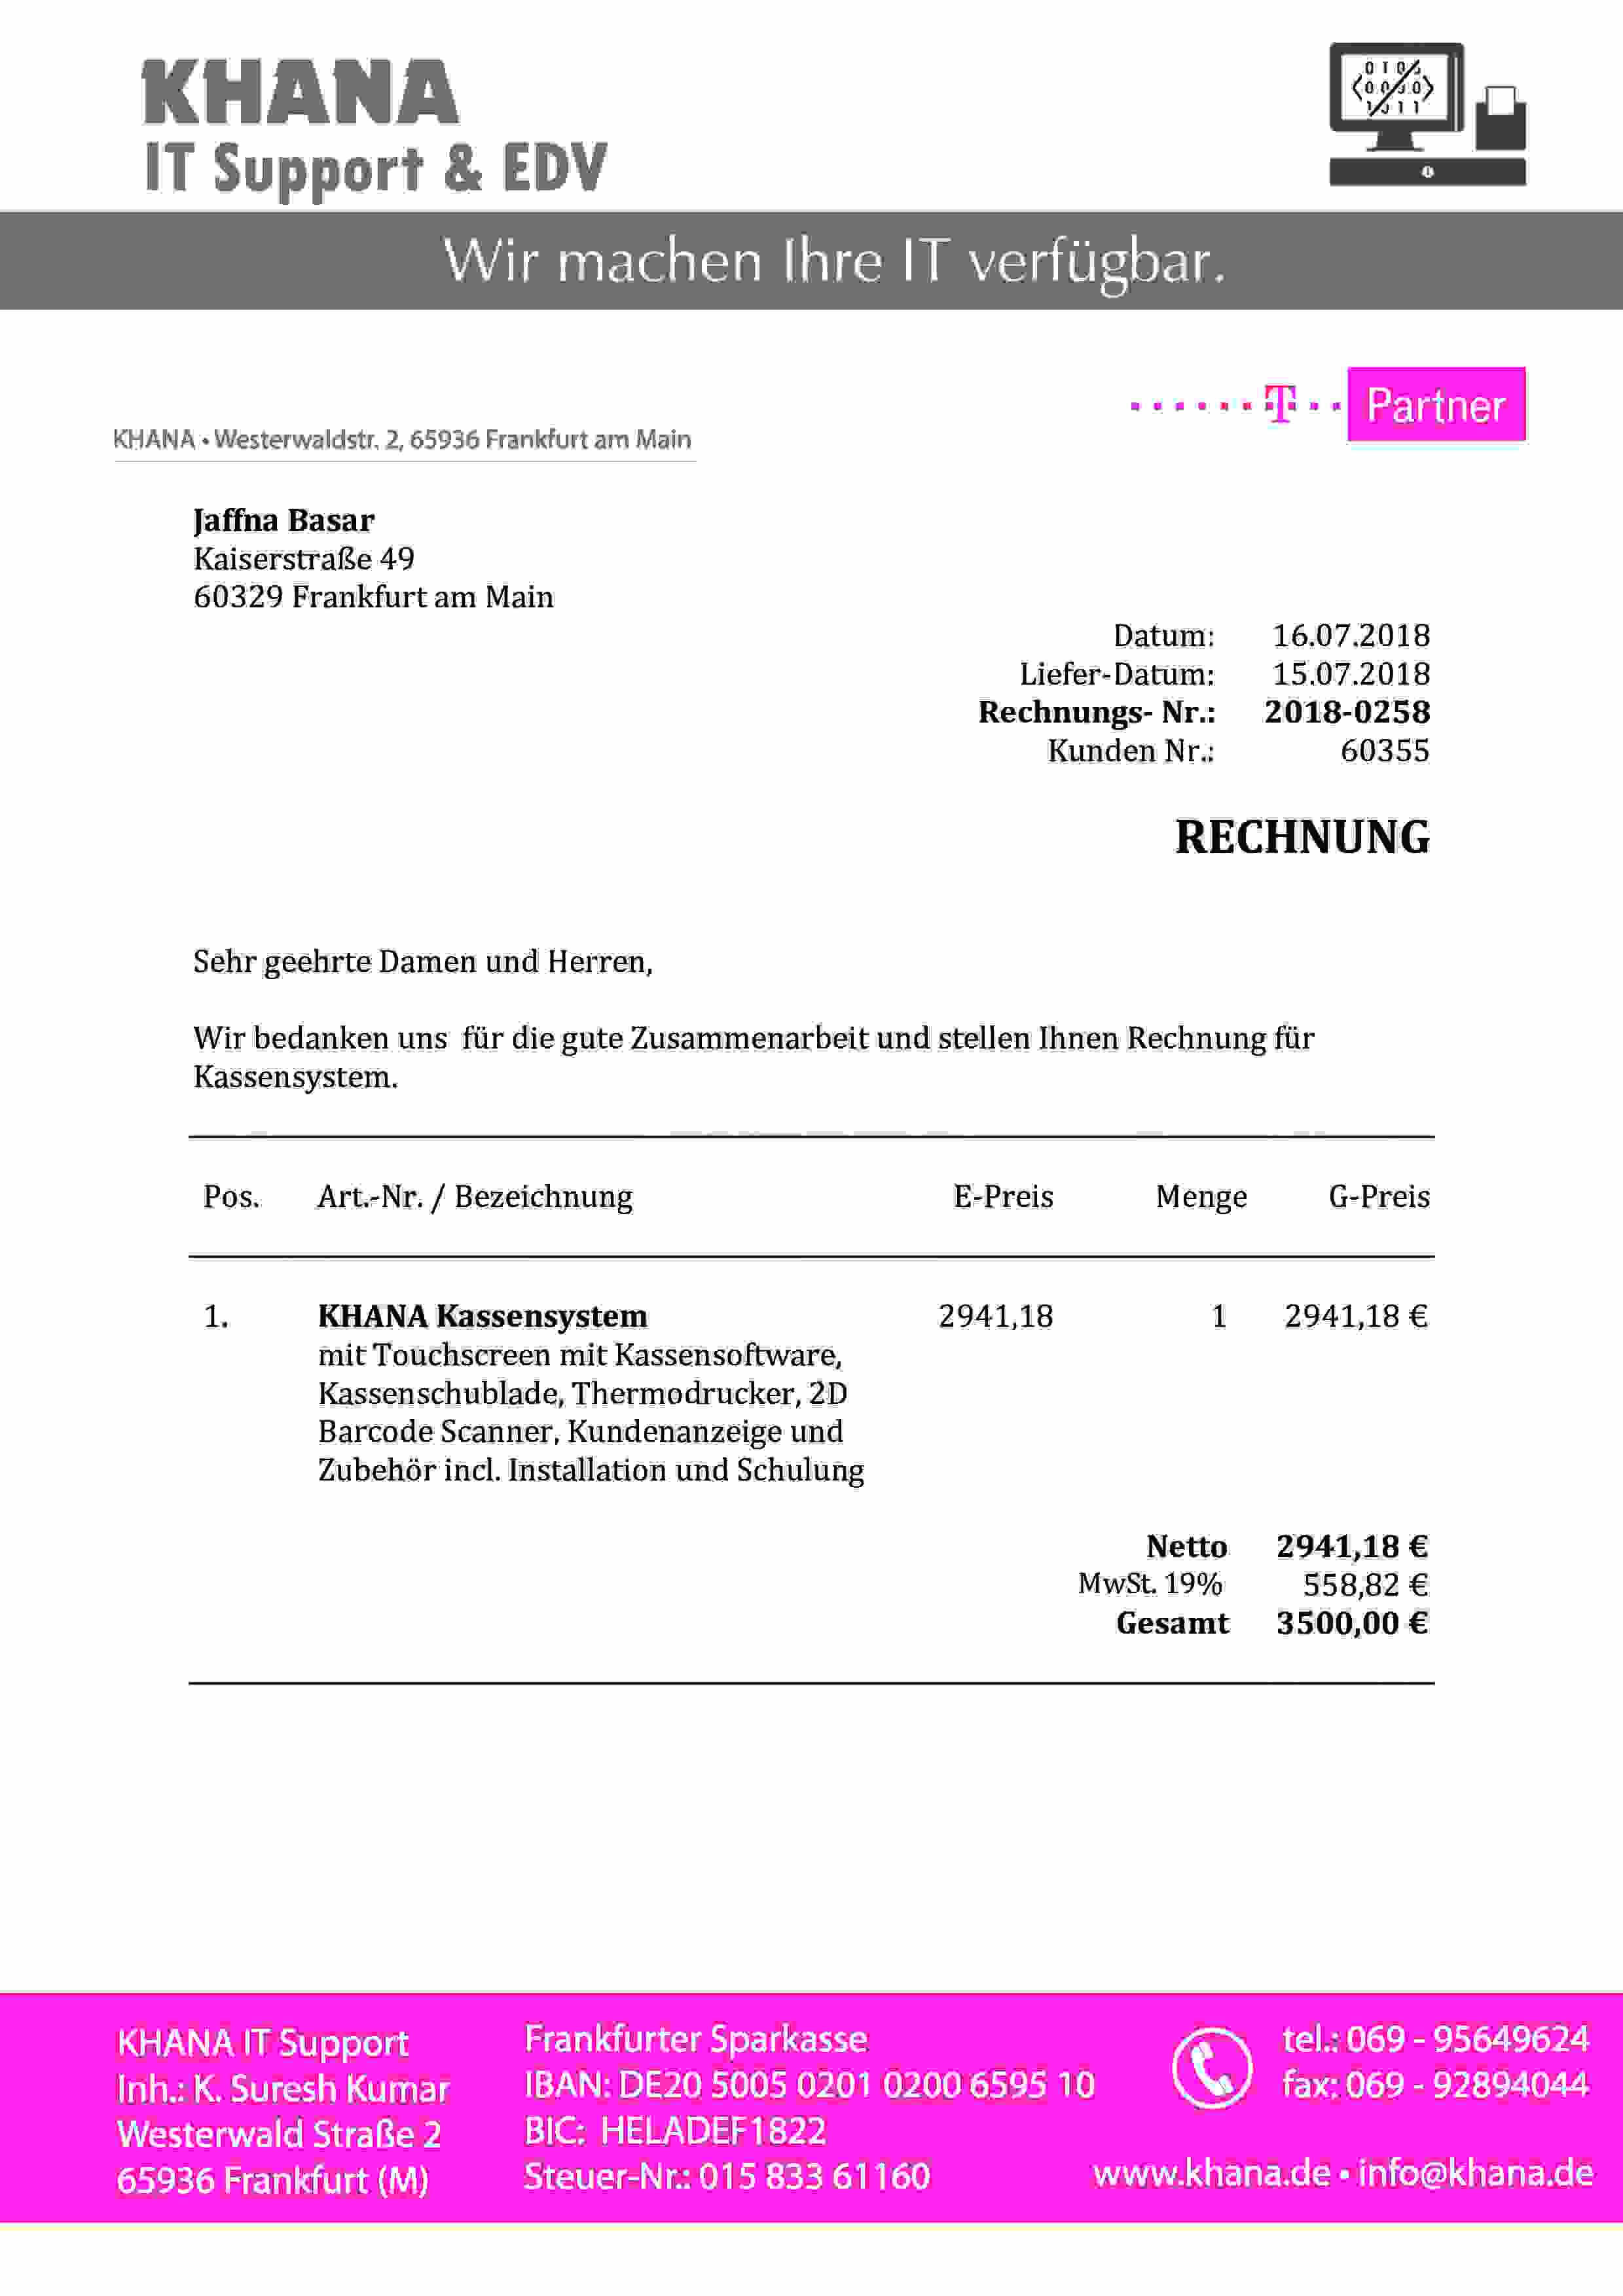 KHANA
IT Support & EDV
Wir machen Ihre IT verfügbar.
T Partner
KHANA • Westerwaldstr. 2, 65936 Frankfurt am Main
Jaffna Basar
Kaiserstraße 49
60329 Frankfurt am Main
Datum: 16.07.2018
Liefer-Datum: 15.07.2018
Rechnungs- Nr.: 2018-0258
Kunden Nr.: 60355
RECHNUNG
Sehr geehrte Damen und Herren,
Wir bedanken uns für die gute Zusammenarbeit und stellen Ihnen Rechnung für
Kassensystem.
Pos. Art.-Nr. / Bezeichnung E-Preis Menge G-Preis
1. KHANA Kassensystem 2941,18 1 2941,18 €
mit Touchscreen mit Kassensoftware,
Kassenschublade, Thermodrucker, 2D
Barcode Scanner, Kundenanzeige und
Zubehör incl. Installation und Schulung
Netto 2941,18 €
MwSt. 19% 558,82 €
Gesamt 3500,00 €
KHANA IT Support
Inh.: K. Suresh Kumar
Westerwald Straße 2
65936 Frankfurt (M)
Frankfurter Sparkasse
IBAN: DE20 5005 0201 0200 6595 10
BIC: HELADEF1822
Steuer-Nr.: 015 833 61160
tel.: 069 - 95649624
fax: 069 - 92894044
www.khana.de • info@khana.de